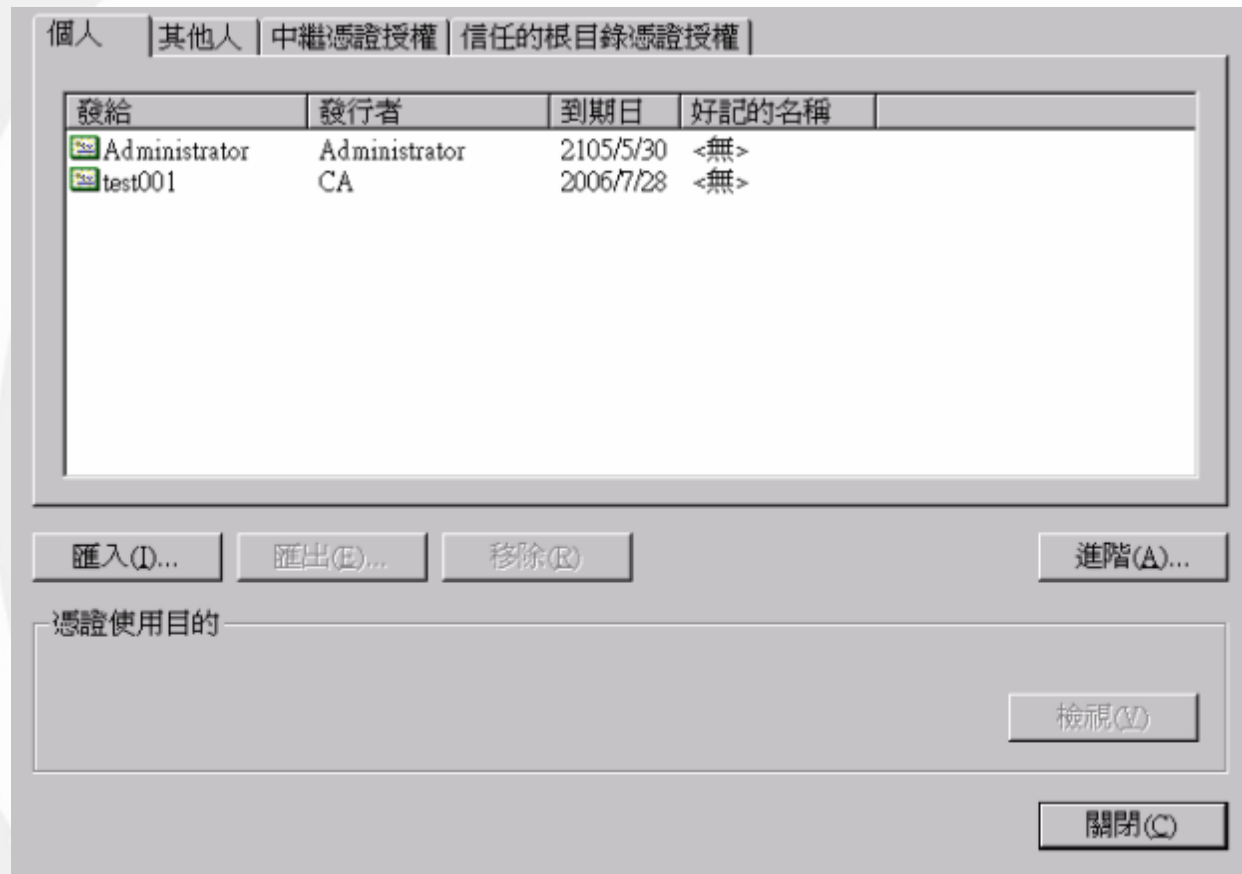 個人 其他人 中繼憑證授權 信任的根目錄憑證授權
發給 發行者 到期日 好記的名稱
Administrator Administrator 2105/5/30 <無>
test001 CA 2006/7/28 <無>
匯入(I)... 匯出(E)... 移除(R) 進階(A)...
憑證使用目的
檢視(V)
關閉(C)